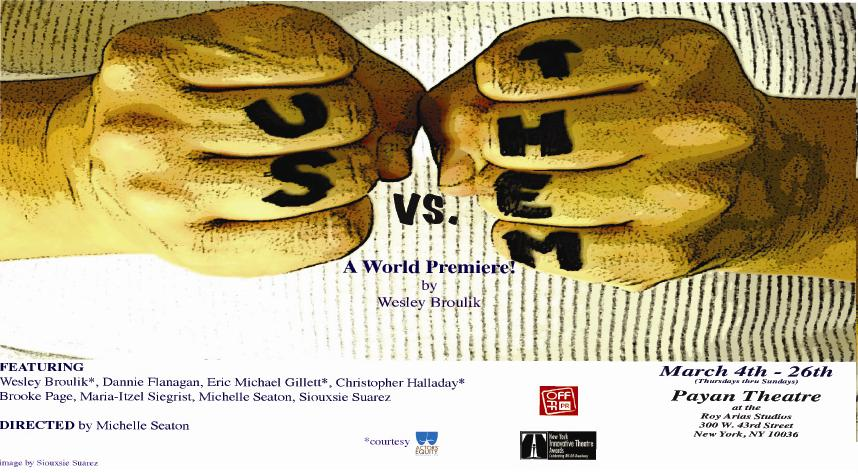 US
vs.
THEM
A World Premiere!
by
Wesley Broulik
FEATURING
Wesley Broulik*, Dannie Flanagan, Eric Michael Gillett*, Christopher Halladay*
Brooke Page, Maria-Itzel Siegrist, Michelle Seaton, Siouxsie Suarez
DIRECTED by Michelle Seaton
*courtesy
ACTORS'
EQUITY
image by Siouxsie Suarez
OFF
PR
New York
Innovative Theatre
Awards
March 4th - 26th
(Thursdays thru Sundays)
Payan Theatre
at the
Roy Arias Studios
300 W. 43rd Street
New York, NY 10036